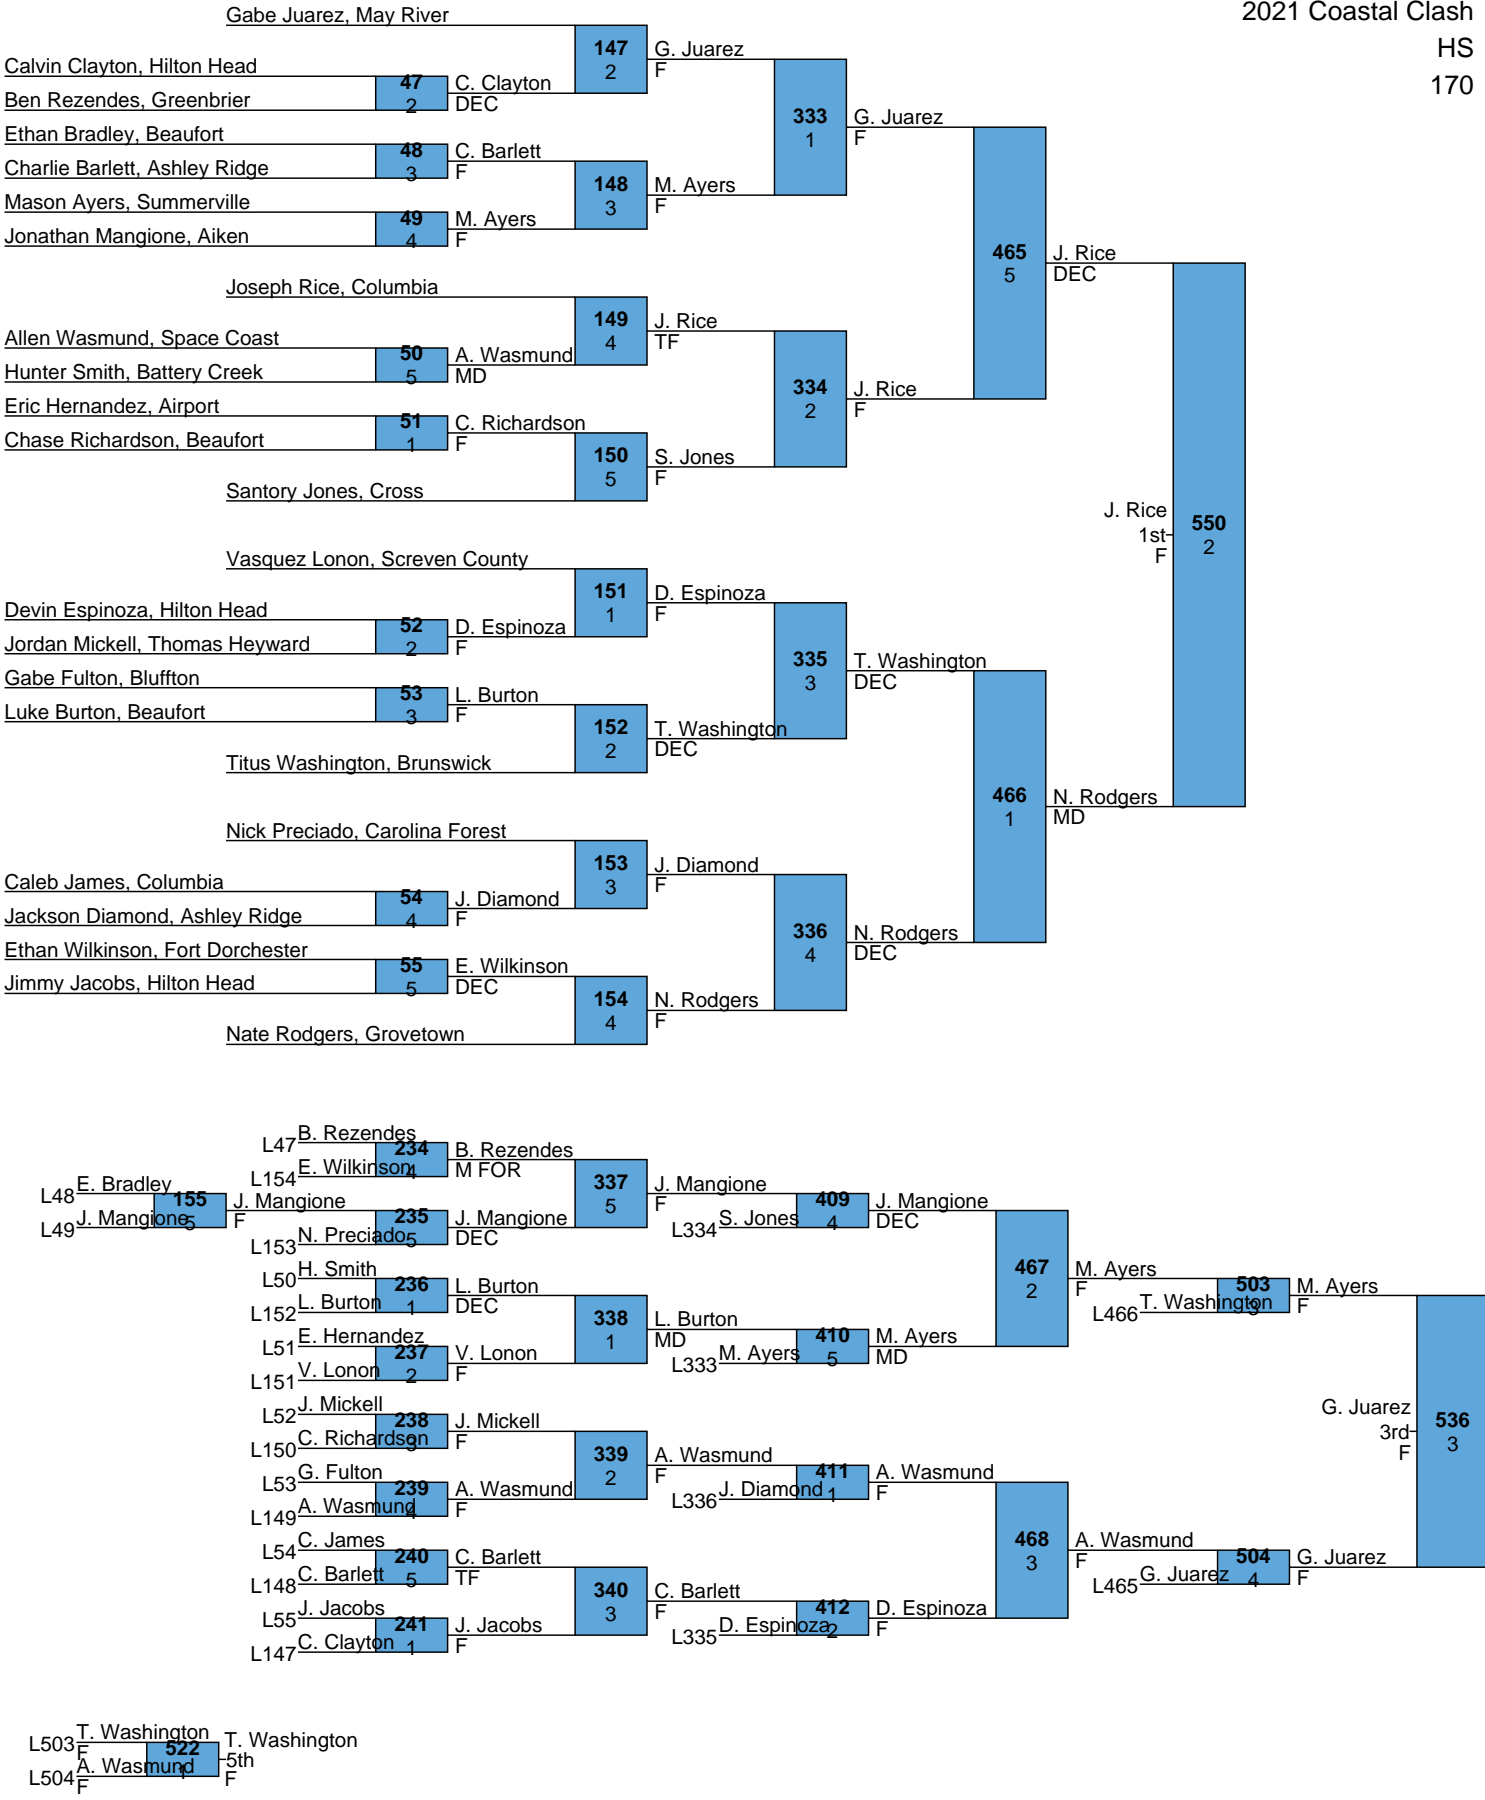 2021 Coastal Clash
HS
170
Gabe Juarez, May River
147
2
G. Juarez
F
Calvin Clayton, Hilton Head
47
2
C. Clayton
DEC
Ben Rezendes, Greenbrier
333
1
G. Juarez
F
Ethan Bradley, Beaufort
48
3
C. Barlett
F
Charlie Barlett, Ashley Ridge
148
3
M. Ayers
F
Mason Ayers, Summerville
49
4
M. Ayers
F
Jonathan Mangione, Aiken
465
5
J. Rice
DEC
Joseph Rice, Columbia
149
4
J. Rice
TF
Allen Wasmund, Space Coast
50
5
A. Wasmund
MD
Hunter Smith, Battery Creek
334
2
J. Rice
F
Eric Hernandez, Airport
51
1
C. Richardson
F
Chase Richardson, Beaufort
150
5
S. Jones
F
Santory Jones, Cross
J. Rice
1st
F
550
2
Vasquez Lonon, Screven County
151
1
D. Espinoza
F
Devin Espinoza, Hilton Head
52
2
D. Espinoza
F
Jordan Mickell, Thomas Heyward
335
3
T. Washington
DEC
Gabe Fulton, Bluffton
53
3
L. Burton
F
Luke Burton, Beaufort
152
2
T. Washington
DEC
Titus Washington, Brunswick
466
1
N. Rodgers
MD
Nick Preciado, Carolina Forest
153
3
J. Diamond
F
Caleb James, Columbia
54
4
J. Diamond
F
Jackson Diamond, Ashley Ridge
336
4
N. Rodgers
DEC
Ethan Wilkinson, Fort Dorchester
55
5
E. Wilkinson
DEC
Jimmy Jacobs, Hilton Head
154
4
N. Rodgers
F
Nate Rodgers, Grovetown
L47
B. Rezendes
234
4
B. Rezendes
M FOR
L154
E. Wilkinson
L48
E. Bradley
155
5
J. Mangione
F
L49
J. Mangione
337
5
J. Mangione
F
235
5
J. Mangione
DEC
L153
N. Preciado
L334
S. Jones
409
4
J. Mangione
DEC
L50
H. Smith
236
1
L. Burton
DEC
L152
L. Burton
467
2
M. Ayers
F
338
1
L. Burton
MD
L51
E. Hernandez
237
2
V. Lonon
F
L151
V. Lonon
L333
M. Ayers
410
5
M. Ayers
MD
L466
T. Washington
503
3
M. Ayers
F
L52
J. Mickell
238
3
J. Mickell
F
L150
C. Richardson
339
2
A. Wasmund
F
L53
G. Fulton
239
4
A. Wasmund
F
L149
A. Wasmund
L336
J. Diamond
411
1
A. Wasmund
F
G. Juarez
3rd
F
536
3
L54
C. James
240
5
C. Barlett
TF
L148
C. Barlett
468
3
A. Wasmund
F
340
3
C. Barlett
F
L55
J. Jacobs
241
1
J. Jacobs
F
L147
C. Clayton
L335
D. Espinoza
412
2
D. Espinoza
F
L465
G. Juarez
504
4
G. Juarez
F
L503
T. Washington
F
522
1
T. Washington
5th
F
L504
A. Wasmund
F